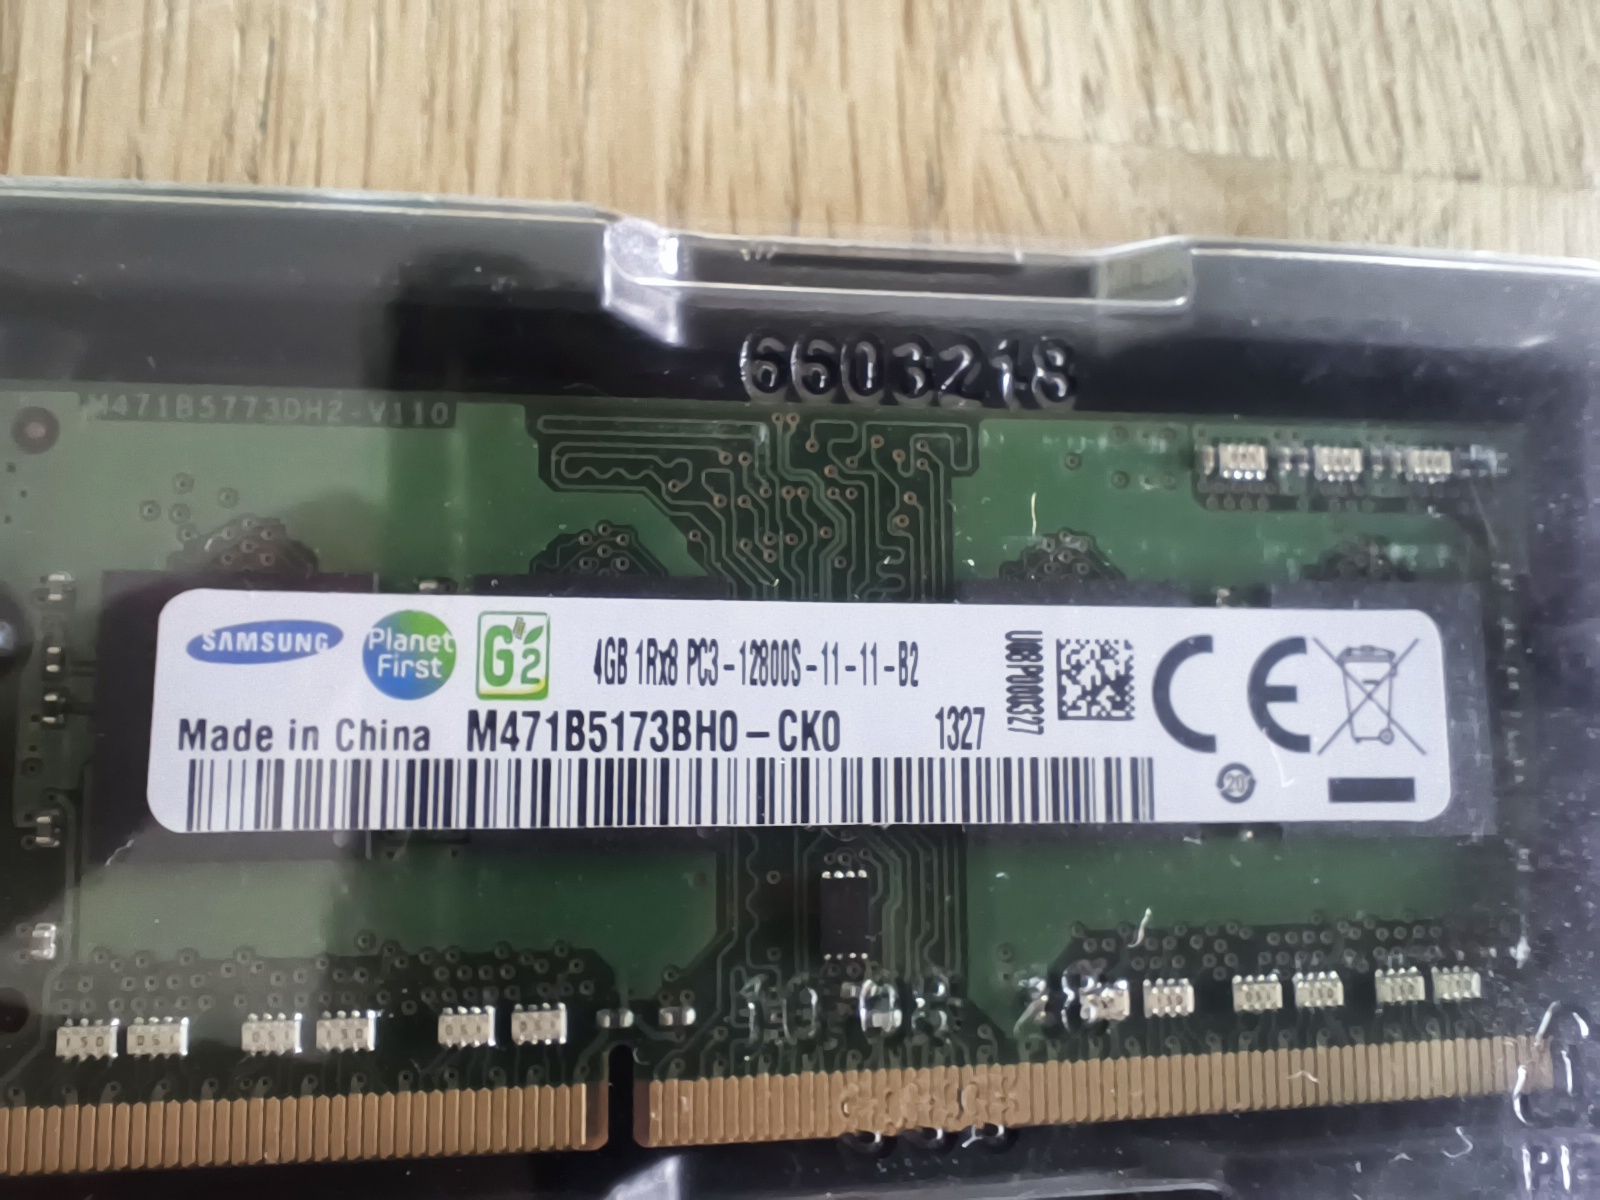 6603218
M471B5773DH2-V110
SAMSUNG
Planet First
G2
4GB 1Rx8 PC3-12800S-11-11-B2
Made in China M471B5173BH0-CK0 1327
20